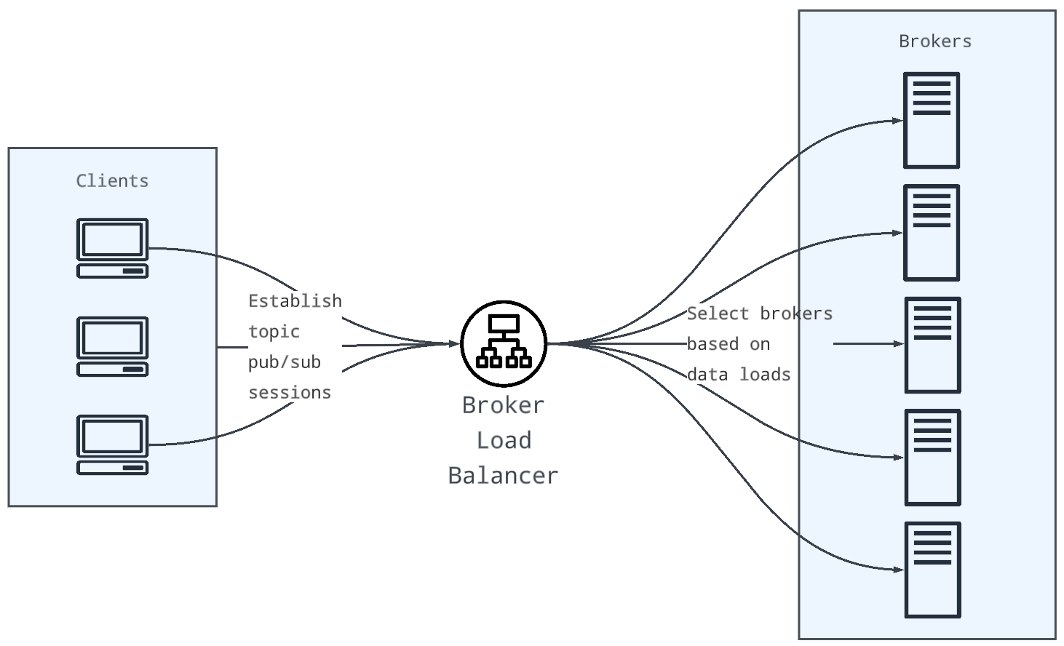 Clients
Establish
topic
pub/sub
sessions
Broker
Load
Balancer
Select brokers
based on
data loads
Brokers